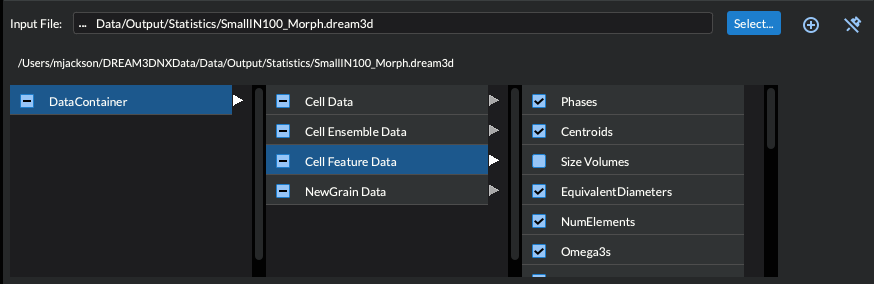 Input File: ... Data/Output/Statistics/SmallIN100_Morph.dream3d Select...
/Users/mjackson/DREAM3DNXData/Data/Output/Statistics/SmallIN100_Morph.dream3d
DataContainer Cell Data Phases
Cell Ensemble Data Centroids
Cell Feature Data Size Volumes
NewGrain Data EquivalentDiameters
NumElements
Omega3s